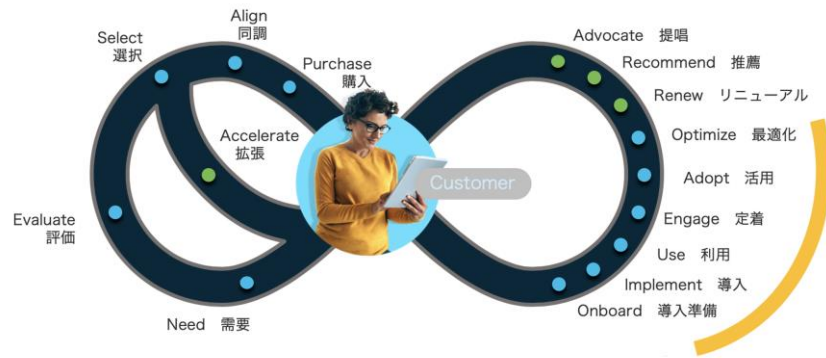 Align
同調
Select
選択
Purchase
購入
Accelerate
拡張
Evaluate
評価
Need 需要
Customer
Advocate 提唱
Recommend 推薦
Renew リニューアル
Optimize 最適化
Adopt 活用
Engage 定着
Use 利用
Implement 導入
Onboard 導入準備